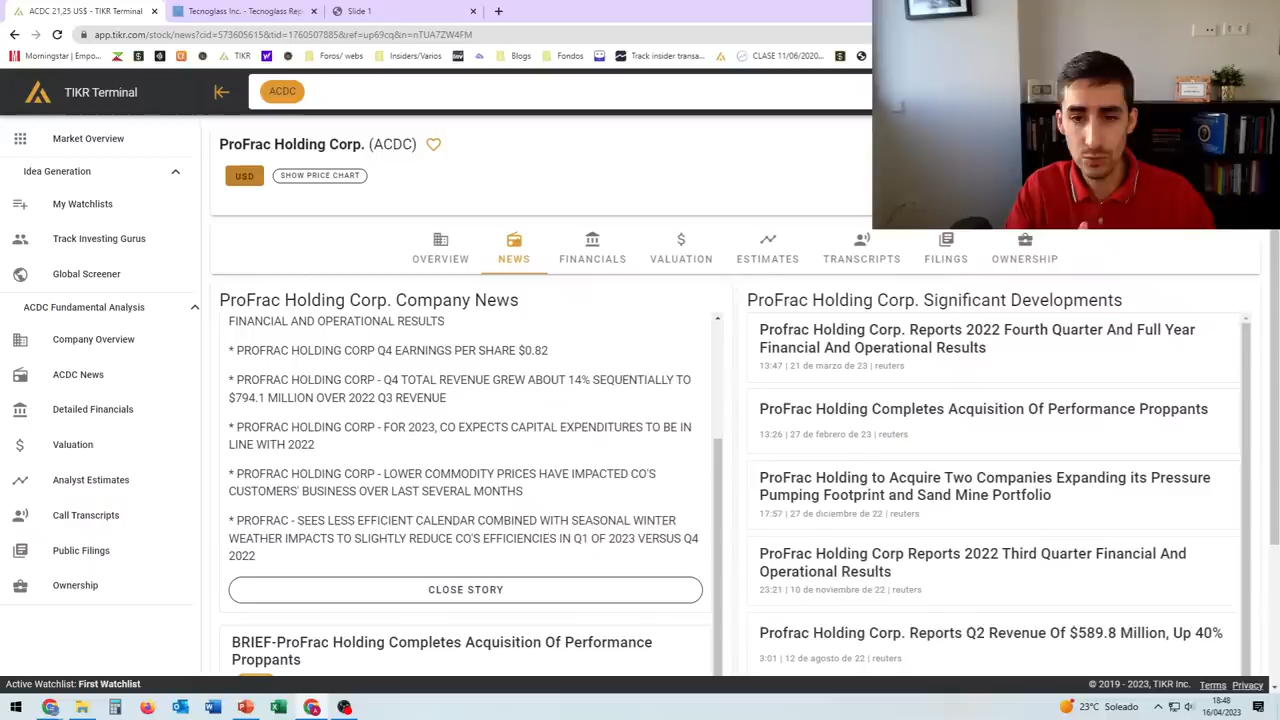 ACDC 21,25 US$ - TIKR Terminal
Tecnoglass Inc. - Tecnoglass Rep
Slide 1
app.tikr.com/stock/news?cid=573605615&tid=1760507885&ref=up69cq&n=nTUA7ZW4FM
Morningstar | Empo...
TIKR
Foros/ webs
Insiders/Varios
Blogs
Fondos
Track insider transa...
CLASE 11/06/2020...
TIKR Terminal
ACDC
Market Overview
Idea Generation
My Watchlists
Track Investing Gurus
Global Screener
ACDC Fundamental Analysis
Company Overview
ACDC News
Detailed Financials
Valuation
Analyst Estimates
Call Transcripts
Public Filings
Ownership
ProFrac Holding Corp. (ACDC)
USD
SHOW PRICE CHART
OVERVIEW
NEWS
FINANCIALS
VALUATION
ESTIMATES
TRANSCRIPTS
FILINGS
OWNERSHIP
ProFrac Holding Corp. Company News
FINANCIAL AND OPERATIONAL RESULTS
* PROFRAC HOLDING CORP Q4 EARNINGS PER SHARE $0.82
* PROFRAC HOLDING CORP - Q4 TOTAL REVENUE GREW ABOUT 14% SEQUENTIALLY TO
$794.1 MILLION OVER 2022 Q3 REVENUE
* PROFRAC HOLDING CORP - FOR 2023, CO EXPECTS CAPITAL EXPENDITURES TO BE IN
LINE WITH 2022
* PROFRAC HOLDING CORP - LOWER COMMODITY PRICES HAVE IMPACTED CO'S
CUSTOMERS' BUSINESS OVER LAST SEVERAL MONTHS
* PROFRAC - SEES LESS EFFICIENT CALENDAR COMBINED WITH SEASONAL WINTER
WEATHER IMPACTS TO SLIGHTLY REDUCE CO'S EFFICIENCIES IN Q1 OF 2023 VERSUS Q4
2022
CLOSE STORY
BRIEF-ProFrac Holding Completes Acquisition Of Performance
Proppants
ProFrac Holding Corp. Significant Developments
Profrac Holding Corp. Reports 2022 Fourth Quarter And Full Year
Financial And Operational Results
13:47 | 21 de marzo de 23 | reuters
ProFrac Holding Completes Acquisition Of Performance Proppants
13:26 | 27 de febrero de 23 | reuters
ProFrac Holding to Acquire Two Companies Expanding its Pressure
Pumping Footprint and Sand Mine Portfolio
17:57 | 27 de diciembre de 22 | reuters
ProFrac Holding Corp Reports 2022 Third Quarter Financial And
Operational Results
23:21 | 10 de noviembre de 22 | reuters
Profrac Holding Corp. Reports Q2 Revenue Of $589.8 Million, Up 40%
3:01 | 12 de agosto de 22 | reuters
Active Watchlist: First Watchlist
© 2019 - 2023, TIKR Inc.
Terms
Privacy
23°C Soleado
18:48
16/04/2023